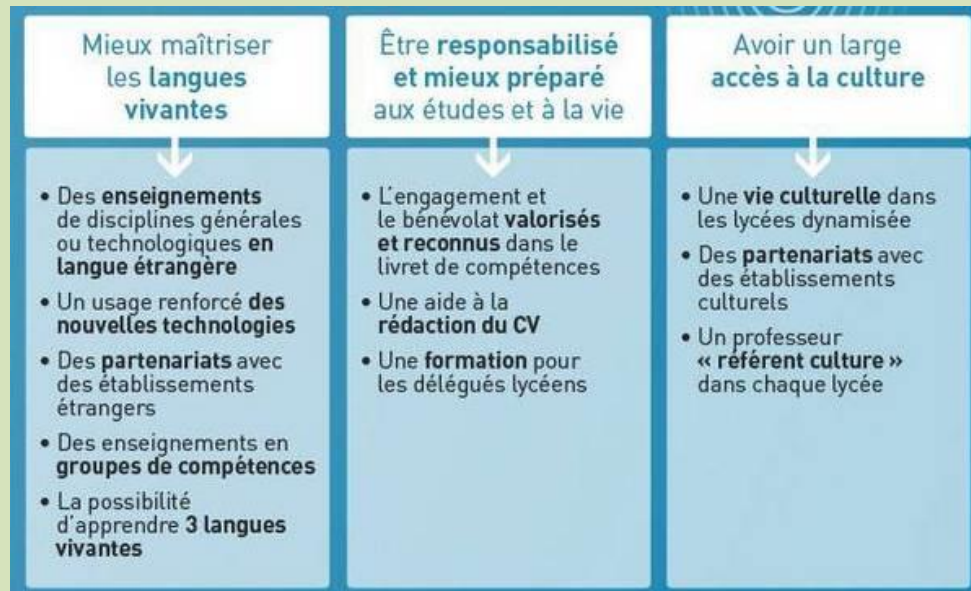 Mieux maîtriser
les langues
vivantes
• Des enseignements
de disciplines générales
ou technologiques en
langue étrangère
• Un usage renforcé des
nouvelles technologies
• Des partenariats avec
des établissements
étrangers
• Des enseignements en
groupes de compétences
• La possibilité
d'apprendre 3 langues
vivantes
Être responsabilisé
et mieux préparé
aux études et à la vie
• L'engagement et
le bénévolat valorisés
et reconnus dans le
livret de compétences
• Une aide à la
rédaction du CV
• Une formation pour
les délégués lycéens
Avoir un large
accès à la culture
• Une vie culturelle dans
les lycées dynamisée
• Des partenariats avec
des établissements
culturels
• Un professeur
« référent culture »
dans chaque lycée